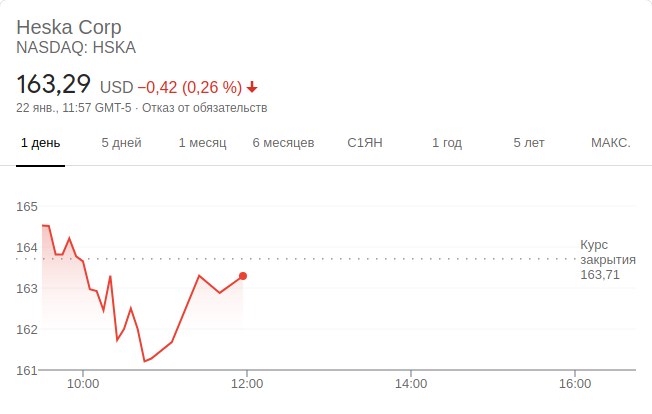 Heska Corp
NASDAQ: HSKA
163,29 USD −0,42 (0,26 %)
22 янв., 11:57 GMT-5 · Отказ от обязательств
1 день 5 дней 1 месяц 6 месяцев С1ЯН 1 год 5 лет МАКС.
165
164
163
162
161
Курс
закрытия
163,71
10:00 12:00 14:00 16:00